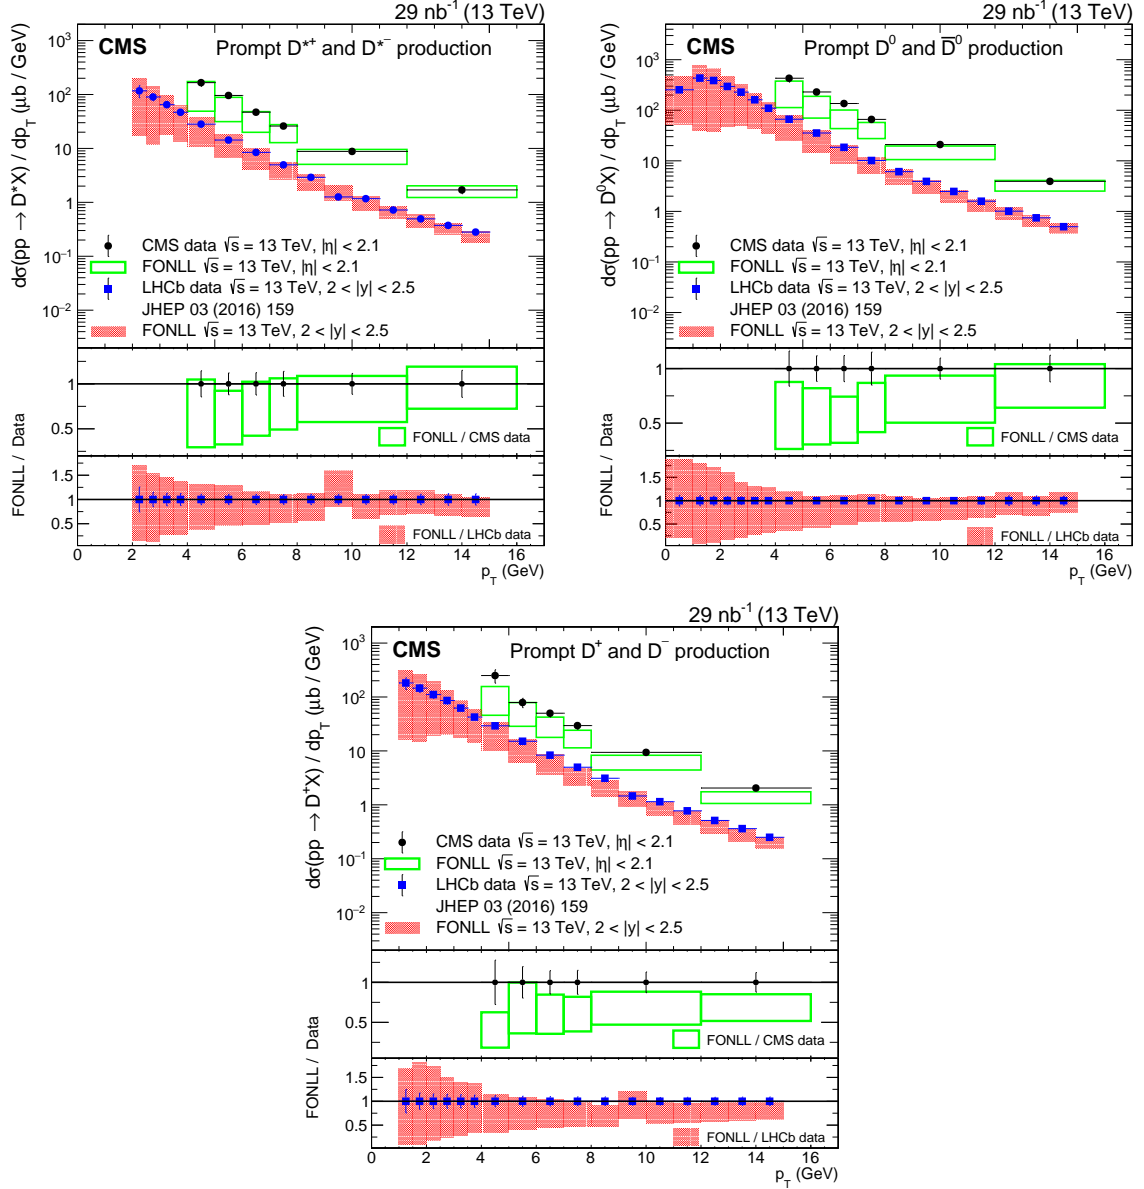 29 nb⁻¹ (13 TeV)
CMS Prompt D*⁺ and D*⁻ production
dσ(pp → D*X) / dp_T (μb / GeV)
10³
10²
10
1
10⁻¹
10⁻²
CMS data √s = 13 TeV, |η| < 2.1
FONLL √s = 13 TeV, |η| < 2.1
LHCb data √s = 13 TeV, 2 < |y| < 2.5
JHEP 03 (2016) 159
FONLL √s = 13 TeV, 2 < |y| < 2.5
FONLL / Data
1
0.5
FONLL / CMS data
1.5
1
0.5
FONLL / LHCb data
0 2 4 6 8 10 12 14 16
p_T (GeV)
29 nb⁻¹ (13 TeV)
CMS Prompt D⁰ and D̅⁰ production
dσ(pp → D⁰X) / dp_T (μb / GeV)
10³
10²
10
1
10⁻¹
10⁻²
CMS data √s = 13 TeV, |η| < 2.1
FONLL √s = 13 TeV, |η| < 2.1
LHCb data √s = 13 TeV, 2 < |y| < 2.5
JHEP 03 (2016) 159
FONLL √s = 13 TeV, 2 < |y| < 2.5
FONLL / Data
1
0.5
FONLL / CMS data
1.5
1
0.5
FONLL / LHCb data
0 2 4 6 8 10 12 14 16
p_T (GeV)
29 nb⁻¹ (13 TeV)
CMS Prompt D⁺ and D⁻ production
dσ(pp → D⁺X) / dp_T (μb / GeV)
10³
10²
10
1
10⁻¹
10⁻²
CMS data √s = 13 TeV, |η| < 2.1
FONLL √s = 13 TeV, |η| < 2.1
LHCb data √s = 13 TeV, 2 < |y| < 2.5
JHEP 03 (2016) 159
FONLL √s = 13 TeV, 2 < |y| < 2.5
FONLL / Data
1
0.5
FONLL / CMS data
1.5
1
0.5
FONLL / LHCb data
0 2 4 6 8 10 12 14 16
p_T (GeV)